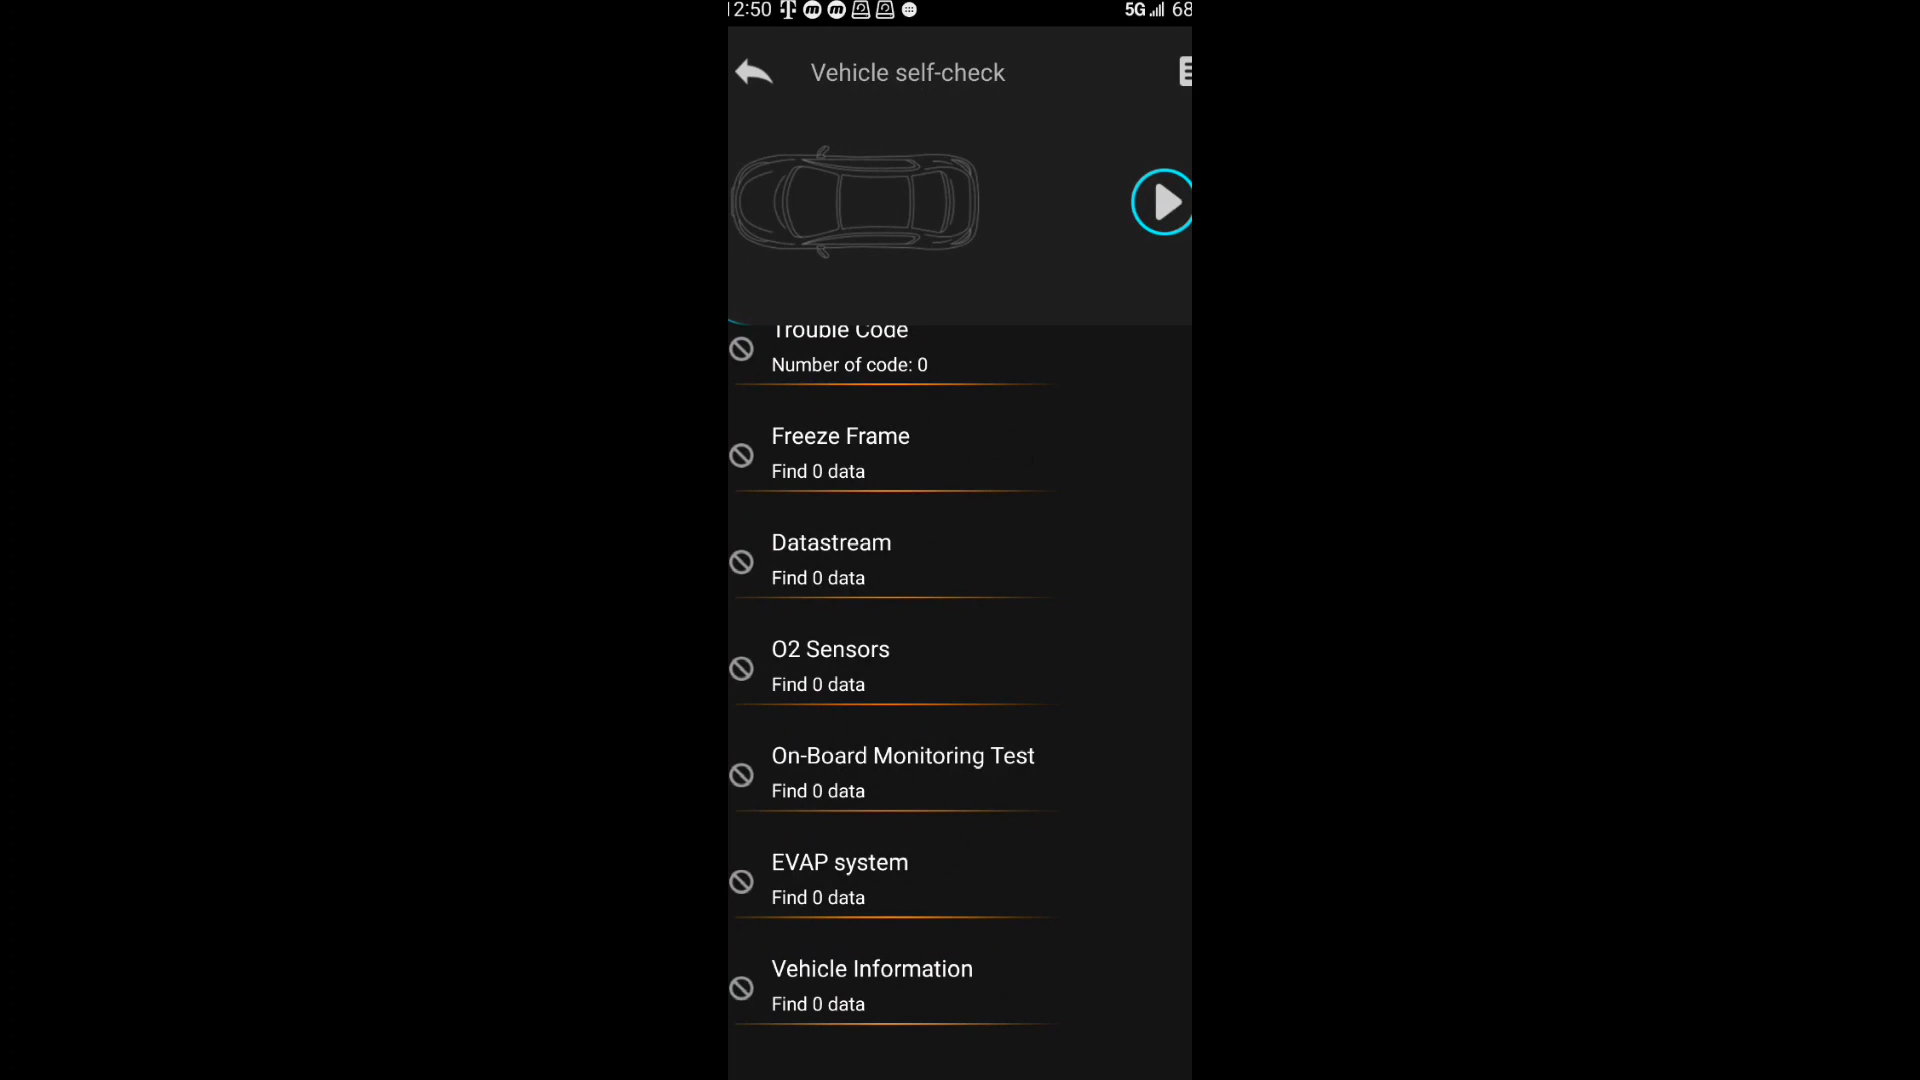 12:50 5G 68
Vehicle self-check
Trouble Code
Number of code: 0
Freeze Frame
Find 0 data
Datastream
Find 0 data
O2 Sensors
Find 0 data
On-Board Monitoring Test
Find 0 data
EVAP system
Find 0 data
Vehicle Information
Find 0 data